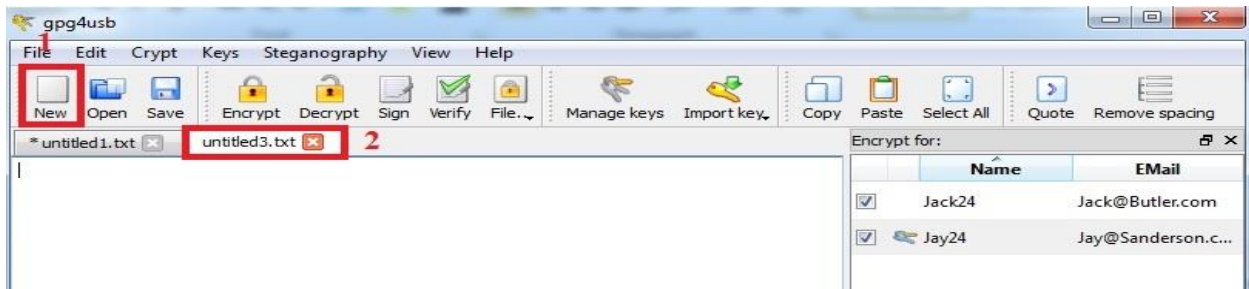 gpg4usb
1
File Edit Crypt Keys Steganography View Help
New Open Save Encrypt Decrypt Sign Verify File... Manage keys Import key Copy Paste Select All Quote Remove spacing
* untitled1.txt untitled3.txt 2 Encrypt for:
Name EMail
Jack24 Jack@Butler.com
Jay24 Jay@Sanderson.c...